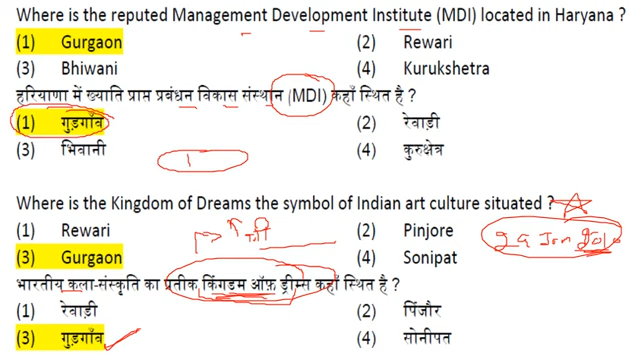 Where is the reputed Management Development Institute (MDI) located in Haryana ?
(1) Gurgaon (2) Rewari
(3) Bhiwani (4) Kurukshetra
हरियाणा में ख्याति प्राप्त प्रबंधन विकास संस्थान (MDI) कहाँ स्थित है ?
(1) गुड़गाँव (2) रेवाड़ी
(3) भिवानी (4) कुरुक्षेत्र
Where is the Kingdom of Dreams the symbol of Indian art culture situated ?
(1) Rewari (2) Pinjore
(3) Gurgaon (4) Sonipat
भारतीय कला-संस्कृति का प्रतीक किंगडम ऑफ़ ड्रीम्स कहाँ स्थित है ?
(1) रेवाड़ी (2) पिंजौर
(3) गुड़गाँव (4) सोनीपत